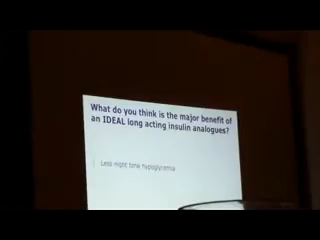 What do you think is the major benefit of
an IDEAL long acting insulin analogues?
Less night time hypoglycemia